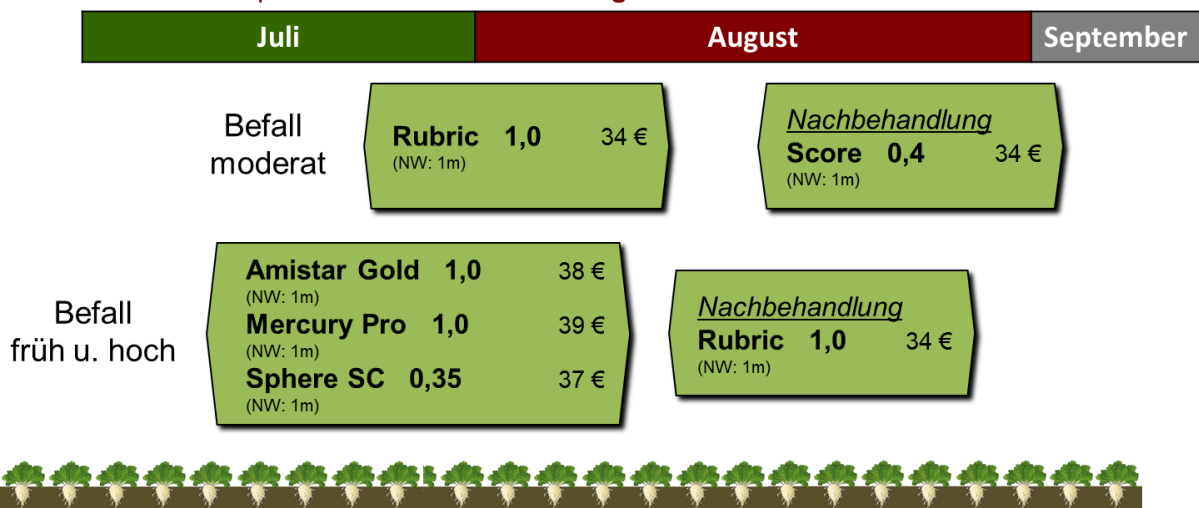 Juli August September
Befall
moderat
Rubric 1,0 34 €
(NW: 1m)
Nachbehandlung
Score 0,4 34 €
(NW: 1m)
Befall
früh u. hoch
Amistar Gold 1,0 38 €
(NW: 1m)
Mercury Pro 1,0 39 €
(NW: 1m)
Sphere SC 0,35 37 €
(NW: 1m)
Nachbehandlung
Rubric 1,0 34 €
(NW: 1m)